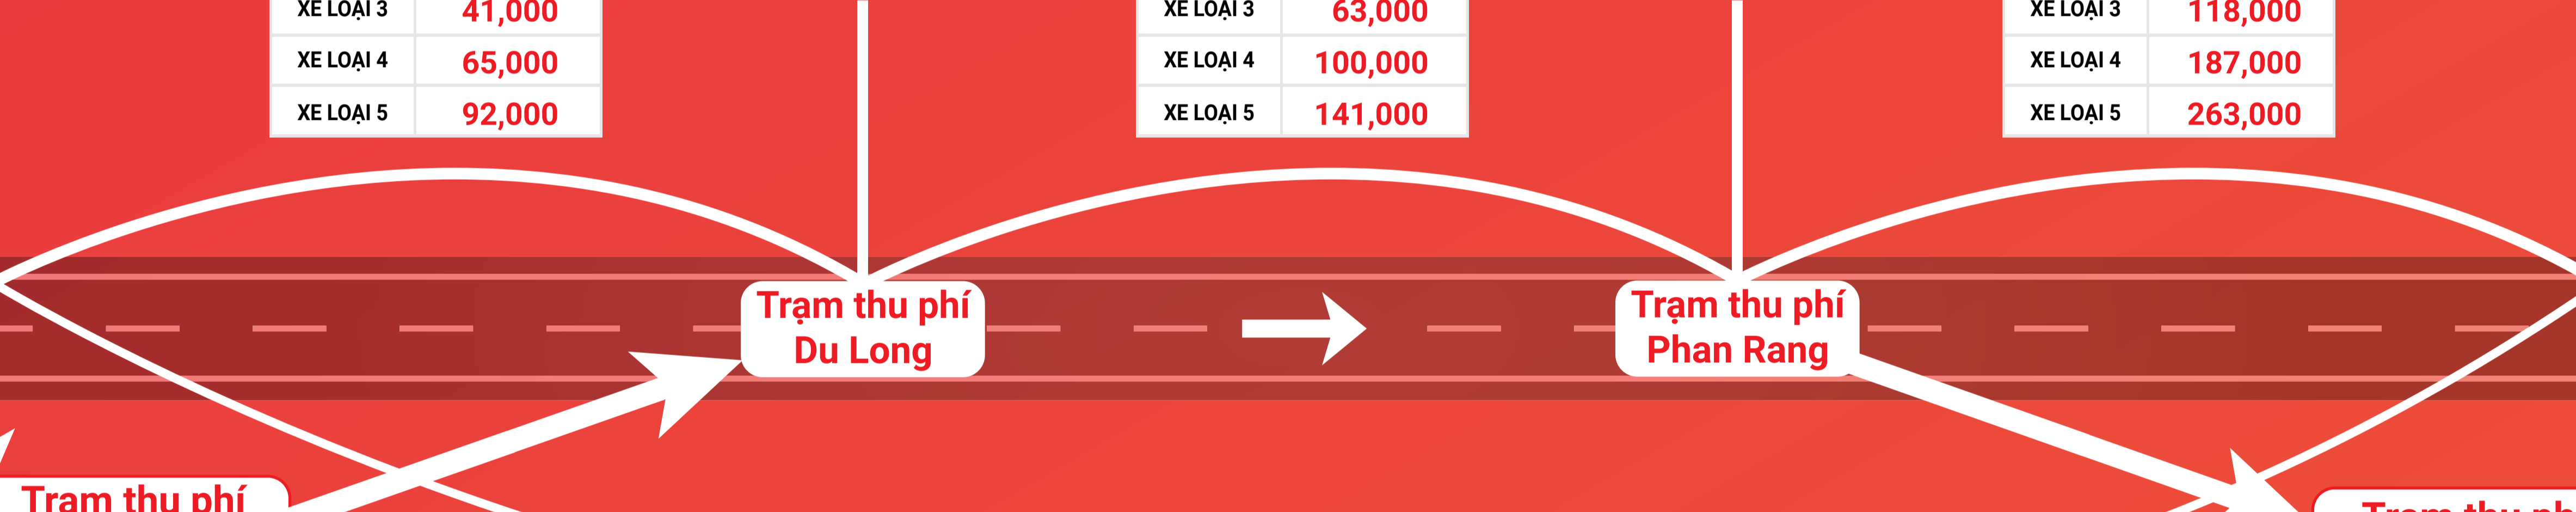 XE LOẠI 3 41,000
XE LOẠI 4 65,000
XE LOẠI 5 92,000
XE LOẠI 3 63,000
XE LOẠI 4 100,000
XE LOẠI 5 141,000
XE LOẠI 3 118,000
XE LOẠI 4 187,000
XE LOẠI 5 263,000
Trạm thu phí
Du Long
Trạm thu phí
Phan Rang
Trạm thu phí
Trạm thu ph